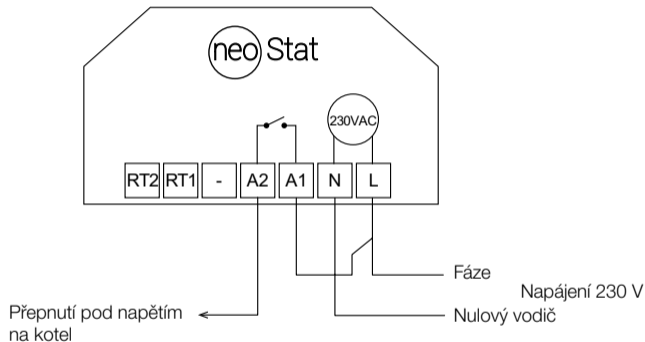 neo Stat
230VAC
RT2 RT1 - A2 A1 N L
Fáze
Napájení 230 V
Nulový vodič
Přepnutí pod napětím
na kotel